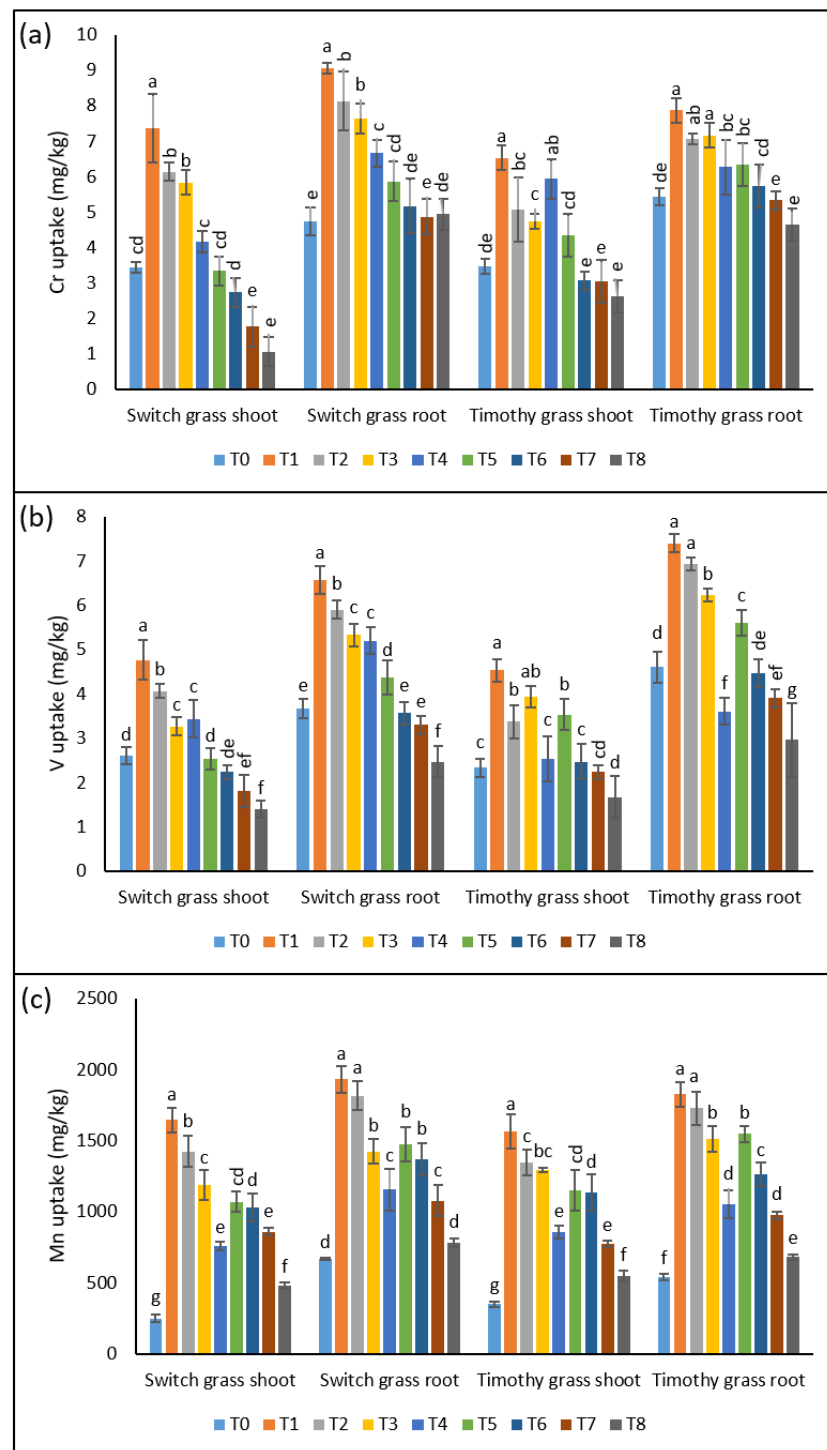 (a)
Cr uptake (mg/kg)
10
9
8
7
6
5
4
3
2
1
0
cd a b b c cd d e e
e a b b c cd de e de
de a bc c ab cd e e e
de a ab a bc bc cd e e
Switch grass shoot Switch grass root Timothy grass shoot Timothy grass root
T0 T1 T2 T3 T4 T5 T6 T7 T8
(b)
V uptake (mg/kg)
8
7
6
5
4
3
2
1
0
d a b c c d de ef f
e a b c c d e e f
c a b ab c b c cd d
d a a b f c de ef g
Switch grass shoot Switch grass root Timothy grass shoot Timothy grass root
T0 T1 T2 T3 T4 T5 T6 T7 T8
(c)
Mn uptake (mg/kg)
2500
2000
1500
1000
500
0
g a b c e cd d e f
d a a b c b b c d
g a c bc e cd d e f
f a a b d b c d e
Switch grass shoot Switch grass root Timothy grass shoot Timothy grass root
T0 T1 T2 T3 T4 T5 T6 T7 T8